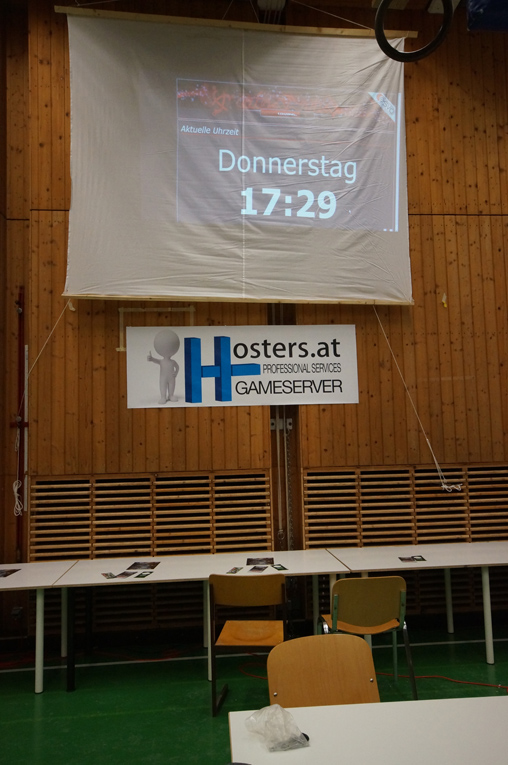 Aktuelle Uhrzeit
Donnerstag
17:29
Hosters.at
PROFESSIONAL SERVICES
GAMESERVER